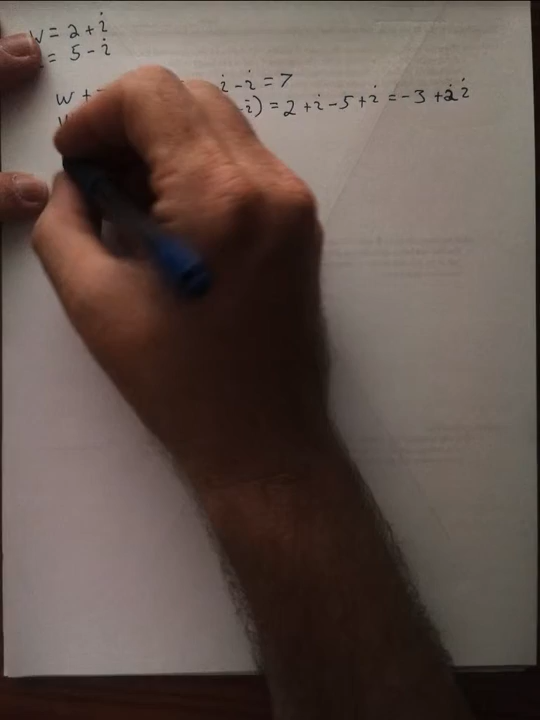 = 2 + i
= 5 - i
w + i - i = 7
i) = 2 + i - 5 + i = -3 + 2i